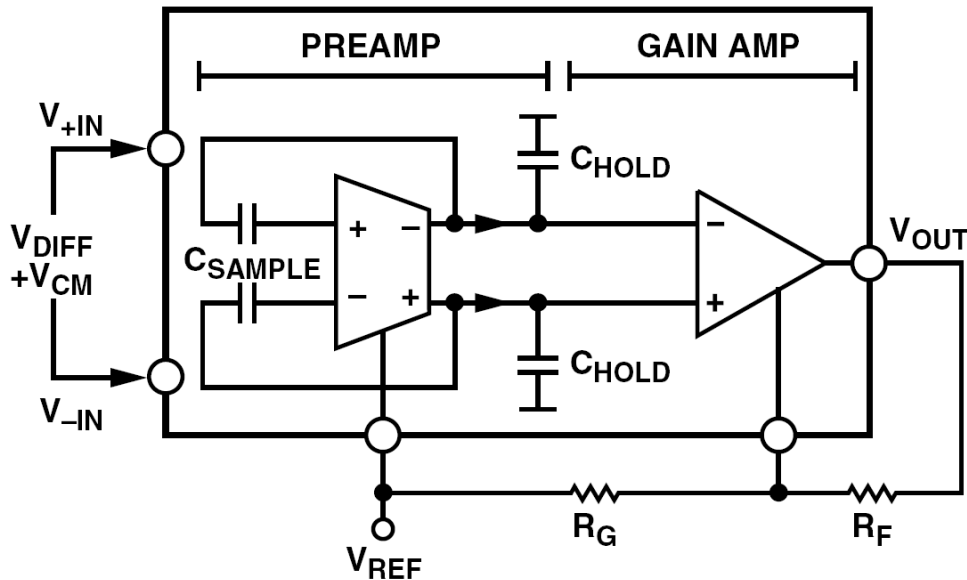 PREAMP
GAIN AMP
V+IN
CHOLD
VOUT
+
−
−
VDIFF
+VCM
CSAMPLE
−
+
+
CHOLD
V−IN
RG
RF
VREF